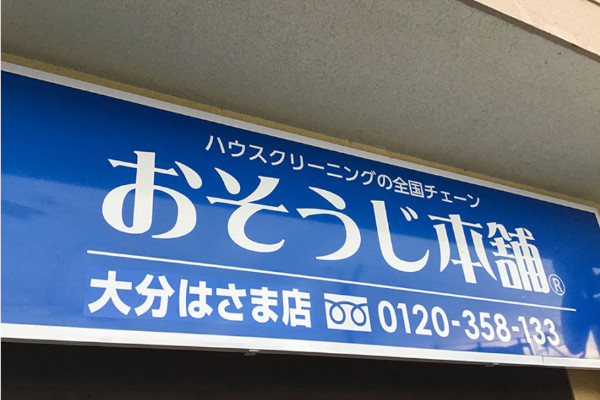 ハウスクリーニングの全国チェーン
おそうじ本舗®
大分はさま店 0120-358-133